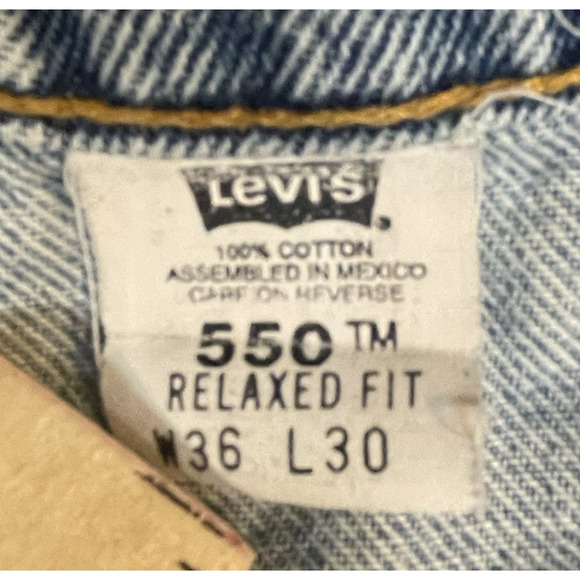 LEVI'S
100% COTTON
ASSEMBLED IN MEXICO
CARE ON REVERSE
550™
RELAXED FIT
W36 L30